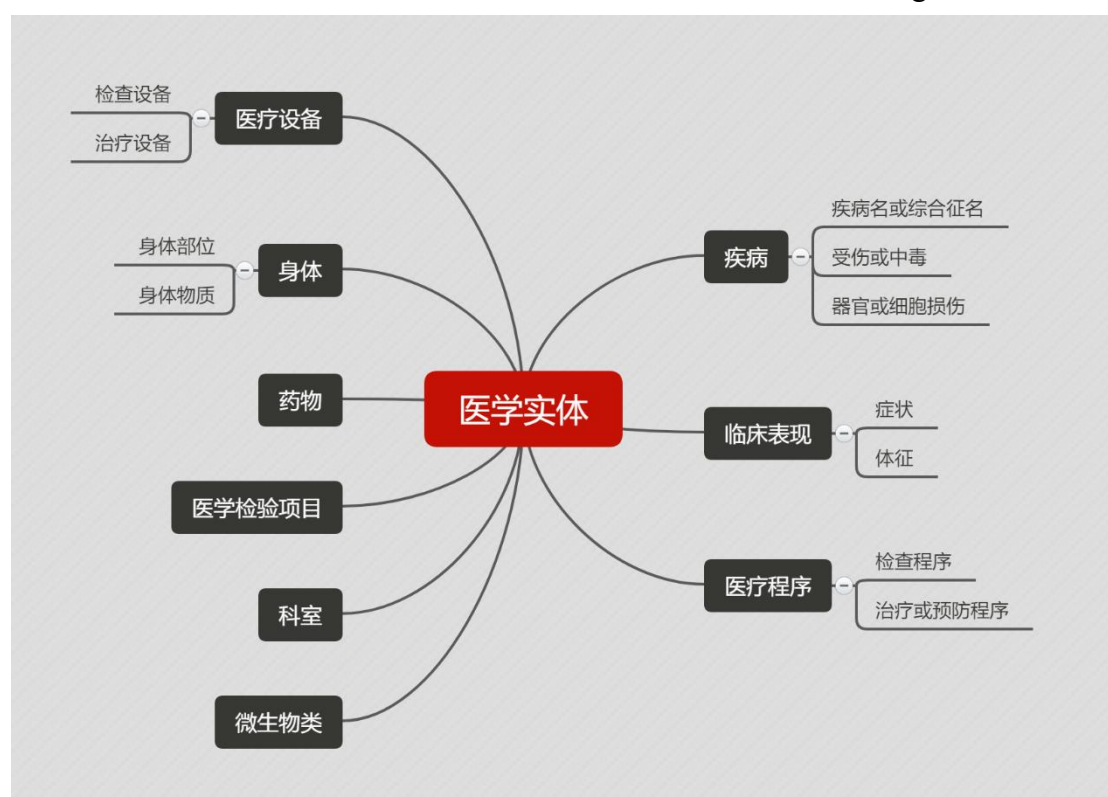 医学实体
医疗设备
检查设备
治疗设备
身体
身体部位
身体物质
药物
医学检验项目
科室
微生物类
疾病
疾病名或综合征名
受伤或中毒
器官或细胞损伤
临床表现
症状
体征
医疗程序
检查程序
治疗或预防程序